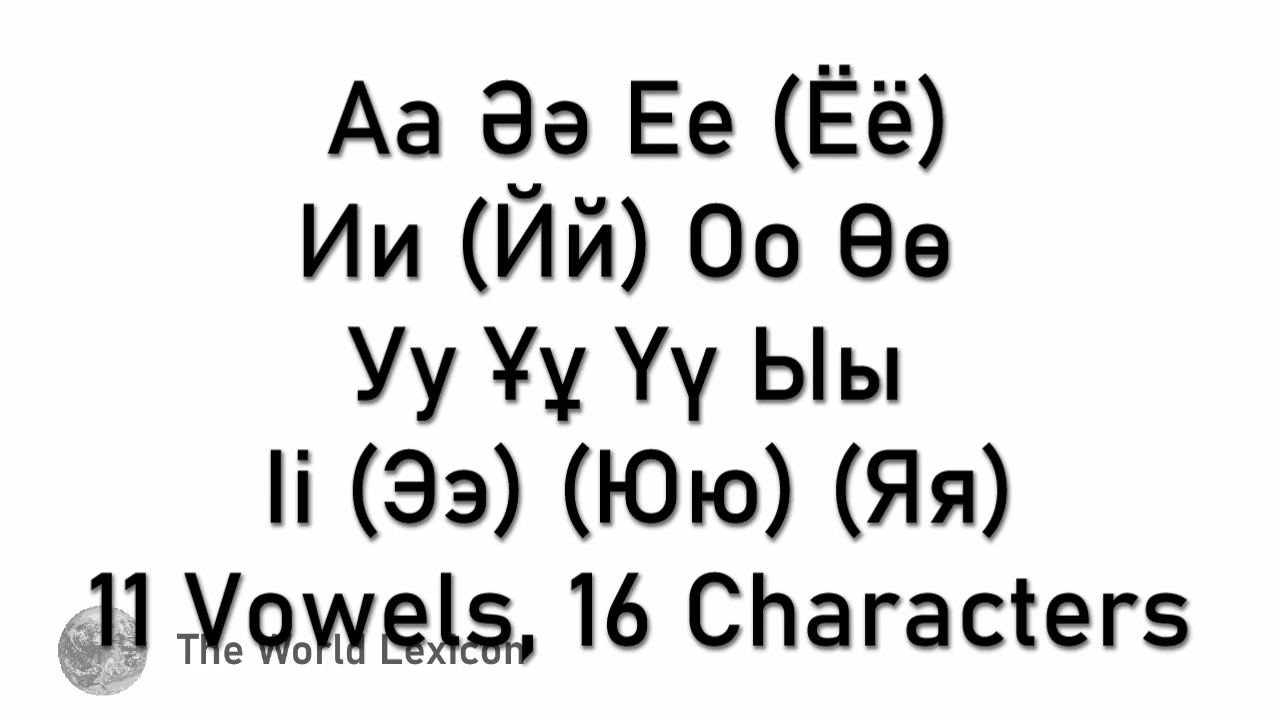 Аа Әә Ее (Ёё)
Ии (Йй) Оо Өө
Уу Ұұ Үү Ыы
Іі (Ээ) (Юю) (Яя)
11 Vowels, 16 Characters
The World Lexicon